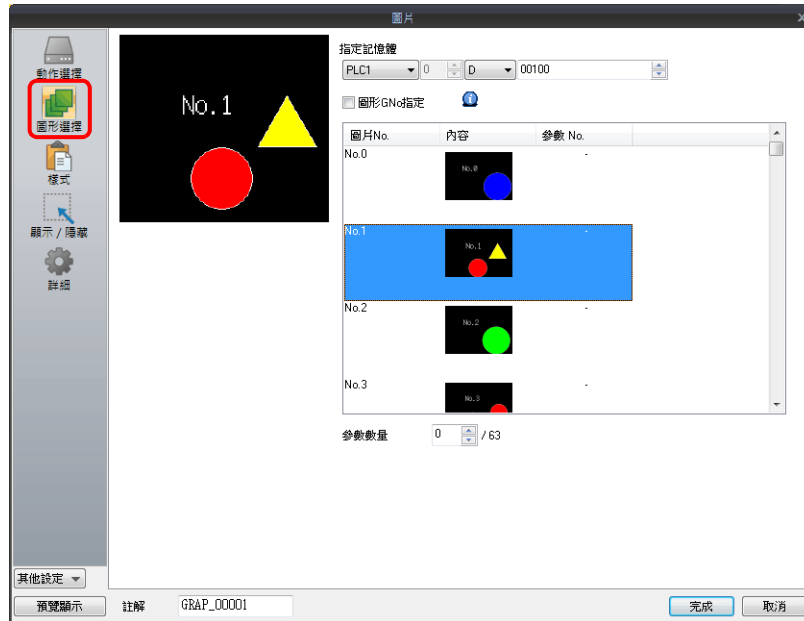 圖片
動作選擇
圖形選擇
樣式
顯示 / 隱藏
詳細
No.1
指定記憶體
PLC1 0 D 00100
圖形GNo指定
圖片No. 內容 參數 No.
No.0 No.0 -
No.1 No.1 -
No.2 No.2 -
No.3 No.3 -
參數數量 0 / 63
其他設定
預覽顯示 註解 GRAP_00001 完成 取消